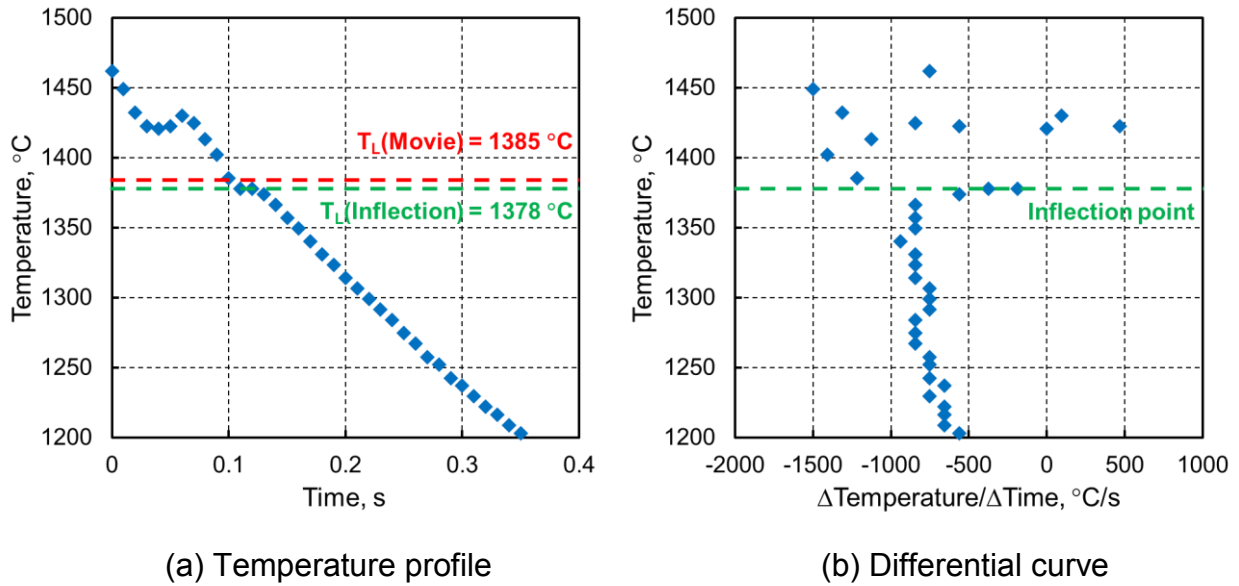 1500
1450
1400
1350
1300
1250
1200
Temperature, °C
T_L(Movie) = 1385 °C
T_L(Inflection) = 1378 °C
0
0.1
0.2
0.3
0.4
Time, s
(a) Temperature profile
1500
1450
1400
1350
1300
1250
1200
Temperature, °C
Inflection point
-2000
-1500
-1000
-500
0
500
1000
ΔTemperature/ΔTime, °C/s
(b) Differential curve